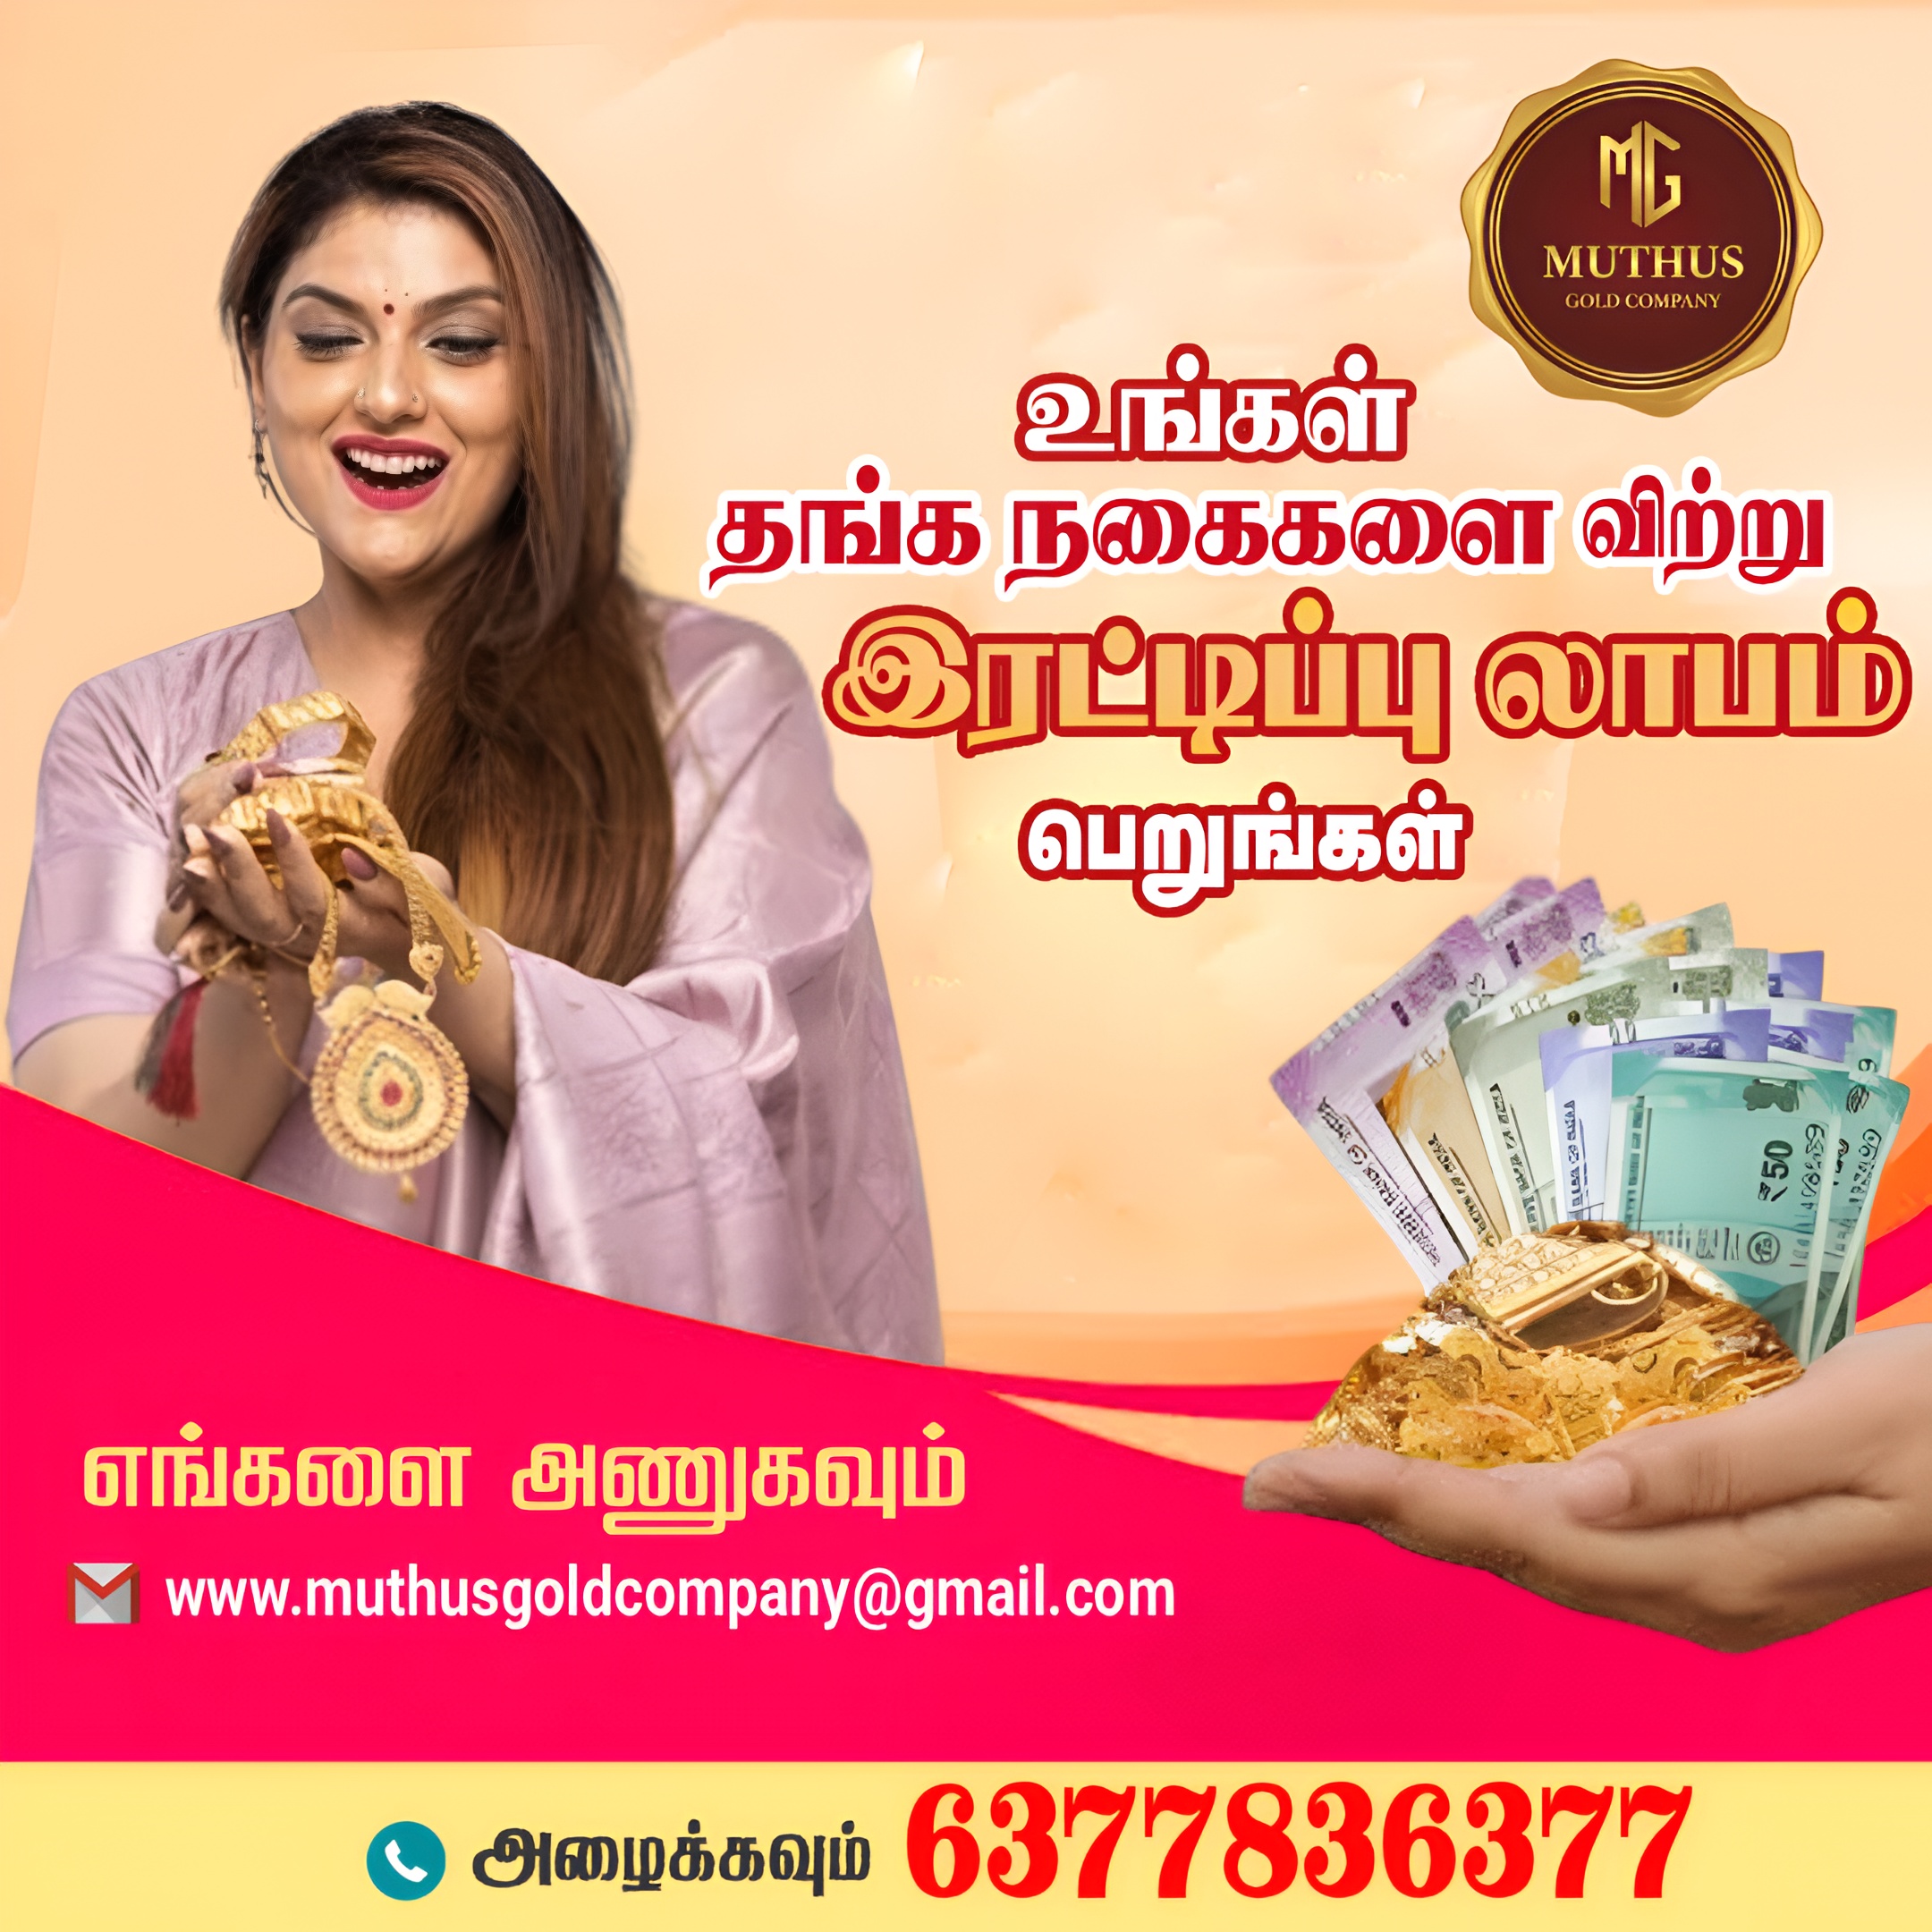 MG
MUTHUS
GOLD COMPANY
உங்கள்
தங்க நகைகளை விற்று
இரட்டிப்பு லாபம்
பெறுங்கள்
₹50
எங்களை அணுகவும்
www.muthusgoldcompany@gmail.com
அழைக்கவும் 6377836377